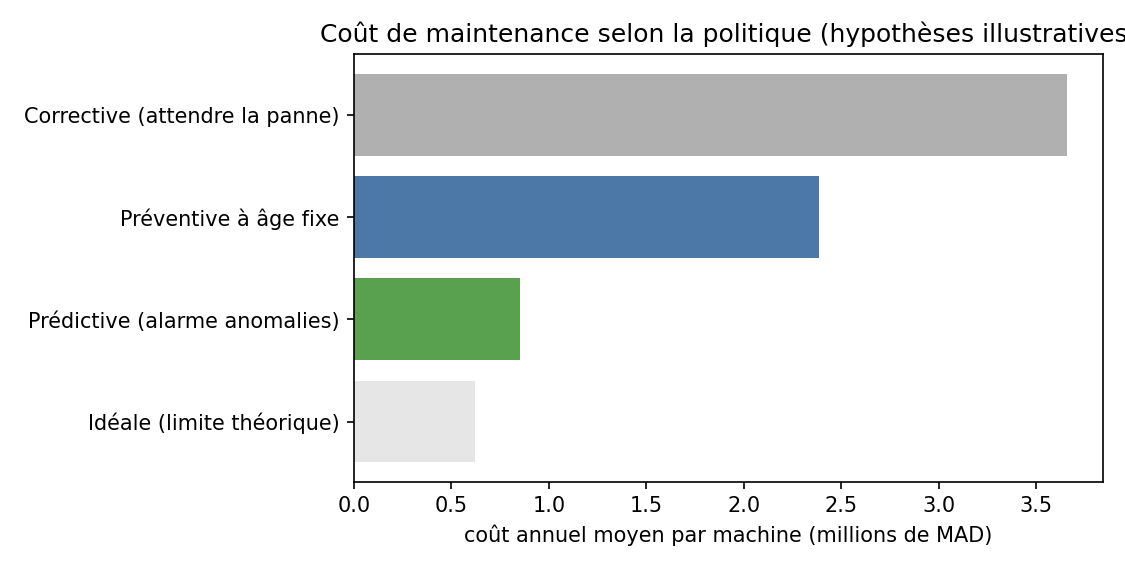 Coût de maintenance selon la politique (hypothèses illustratives
Corrective (attendre la panne)
Préventive à âge fixe
Prédictive (alarme anomalies)
Idéale (limite théorique)
0.0 0.5 1.0 1.5 2.0 2.5 3.0 3.5
coût annuel moyen par machine (millions de MAD)